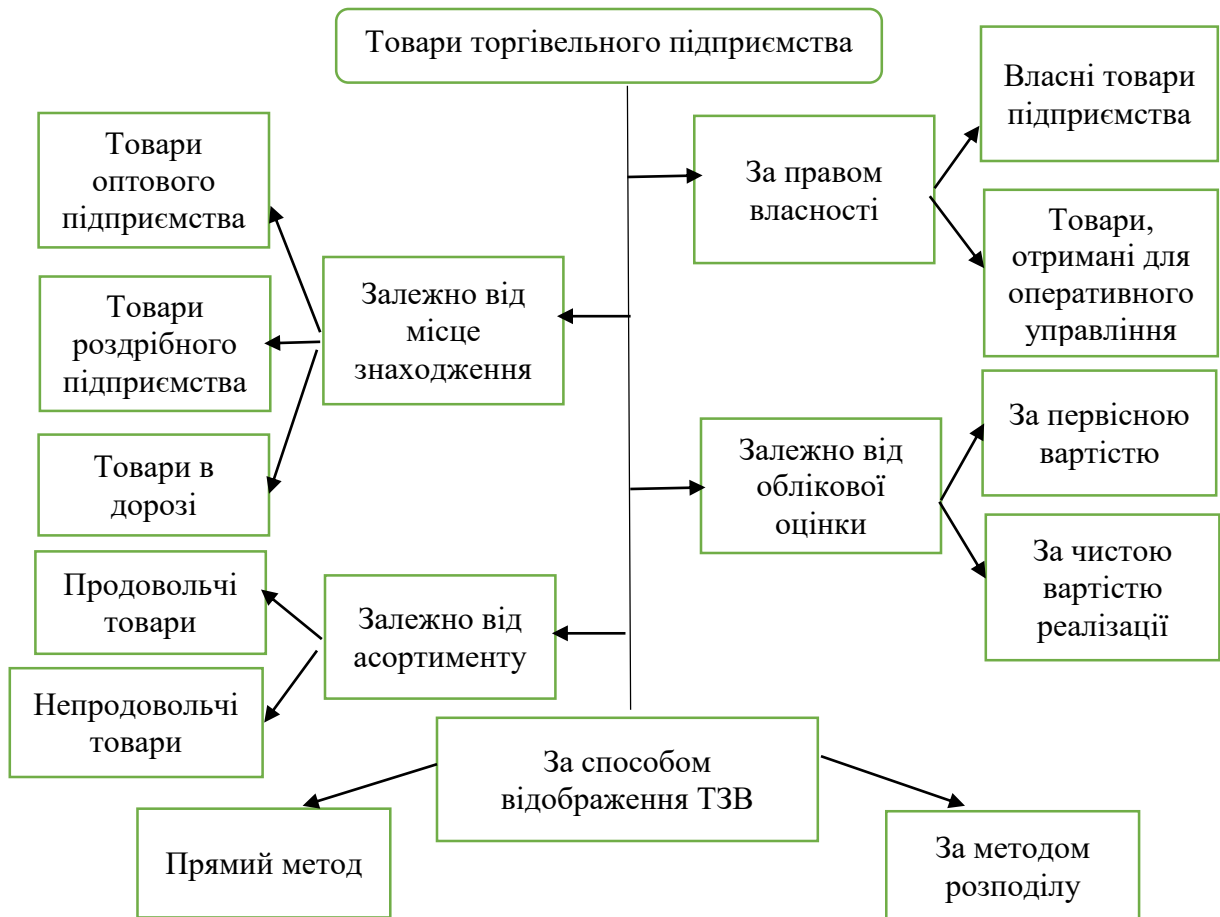 Товари торгівельного підприємства
Власні товари
підприємства
За правом
власності
Товари,
отримані для
оперативного
управління
Товари
оптового
підприємства
Залежно від
місце
знаходження
Товари
роздрібного
підприємства
Товари в
дорозі
Залежно від
облікової
оцінки
За первісною
вартістю
За чистою
вартістю
реалізації
Продовольчі
товари
Залежно від
асортименту
Непродовольчі
товари
За способом
відображення ТЗВ
Прямий метод
За методом
розподілу